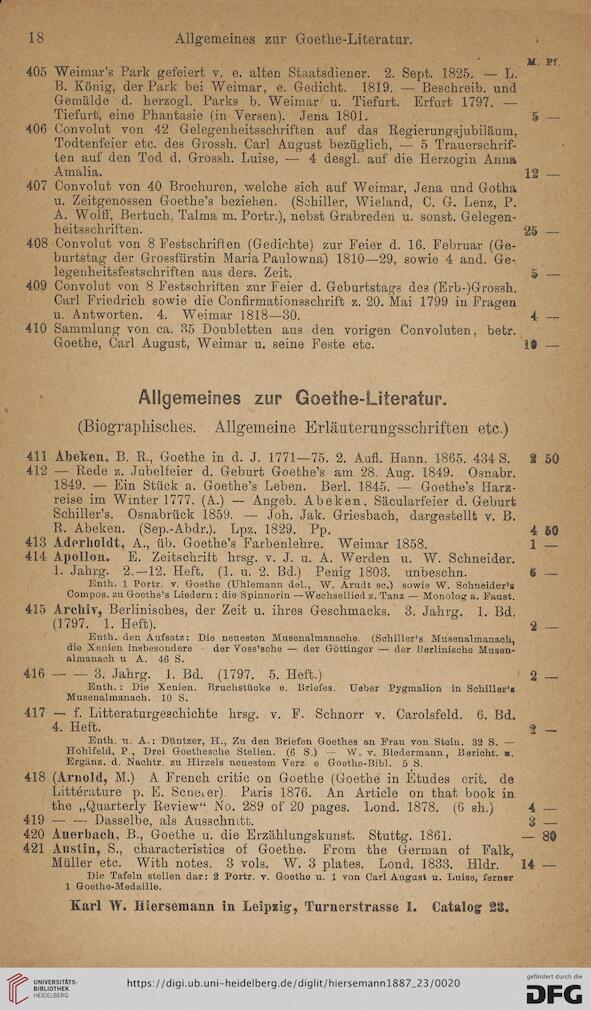 18 Allgemeines zur Goethe-Literatur.
M. Pf.
405 Weimar's Park gefeiert v. e. alten Staatsdiener. 2. Sept. 1825. — L.
B. König, der Park bei Weimar, e. Gedicht. 1819. — Beschreib. und
Gemälde d. herzogl. Parks b. Weimar u. Tiefurt. Erfurt 1797. —
Tiefurt, eine Phantasie (in Versen). Jena 1801. 5 —
406 Convolut von 42 Gelegenheitsschriften auf das Regierungsjubiläum,
Todtenfeier etc. des Grossh. Carl August bezüglich, — 5 Trauerschrif-
ten auf den Tod d. Grossh. Luise, — 4 desgl. auf die Herzogin Anna
Amalia. 12 —
407 Convolut von 40 Brochuren, welche sich auf Weimar, Jena und Gotha
u. Zeitgenossen Goethe's beziehen. (Schiller, Wieland, C. G. Lenz, P.
A. Wolff, Bertuch, Talma m. Portr.), nebst Grabreden u. sonst. Gelegen-
heitsschriften. 25 —
408 Convolut von 8 Festschriften (Gedichte) zur Feier d. 16. Februar (Ge-
burtstag der Grossfürstin Maria Paulowna) 1810—29, sowie 4 and. Ge-
legenheitsfestschriften aus ders. Zeit. 5 —
409 Convolut von 8 Festschriften zur Feier d. Geburtstags des (Erb-)Grossh.
Carl Friedrich sowie die Confirmationsschrift z. 20. Mai 1799 in Fragen
u. Antworten. 4. Weimar 1818—30. 4 —
410 Sammlung von ca. 35 Doubletten aus den vorigen Convoluten, betr.
Goethe, Carl August, Weimar u. seine Feste etc. 10 —
Allgemeines zur Goethe-Literatur.
(Biographisches. Allgemeine Erläuterungsschriften etc.)
411 Abeken, B. R., Goethe in d. J. 1771—75. 2. Aufl. Hann. 1865. 434 S. 2 50
412 — Rede z. Jubelfeier d. Geburt Goethe's am 28. Aug. 1849. Osnabr.
1849. — Ein Stück a. Goethe's Leben. Berl. 1845. — Goethe's Harz-
reise im Winter 1777. (A.) — Angeb. Abeken, Säcularfeier d. Geburt
Schiller's. Osnabrück 1859. — Joh. Jak. Griesbach, dargestellt v. B.
R. Abeken. (Sep.-Abdr.). Lpz. 1829. Pp. 4 50
413 Aderholdt, A., üb. Goethe's Farbenlehre. Weimar 1858. 1 —
414 Apollon. E. Zeitschrift hrsg. v. J. u. A. Werden u. W. Schneider.
1. Jahrg. 2.—12. Heft. (1. u. 2. Bd.) Penig 1803. unbeschn. 6 —
Enth. 1 Portr. v. Goethe (Uhlemann del., W. Arndt sc.) sowie W. Schneider's
Compos. zu Goethe's Liedern: die Spinnerin — Wechsellied z. Tanz — Monolog a. Faust.
415 Archiv, Berlinisches, der Zeit u. ihres Geschmacks. 3. Jahrg. 1. Bd.
(1797. 1. Heft). 2 —
Enth. den Aufsatz: Die neuesten Musenalmanache. (Schiller's Musenalmanach,
die Xenien insbesondere - der Voss'sche — der Göttinger — der Berlinische Musen-
almanach u A. 46 S.
416 — — 3. Jahrg. 1. Bd. (1797. 5. Heft.) 2 —
Enth.: Die Xenien. Bruchstücke e. Briefes. Ueber Pygmalion in Schiller's
Musenalmanach. 10 S.
417 — f. Litteraturgeschichte hrsg. v. F. Schnorr v. Carolsfeld. 6. Bd.
4. Heft. 2 —
Enth. u. A.: Düntzer, H., Zu den Briefen Goethes an Frau von Stein. 32 S. —
Hohlfeld, P., Drei Goethesche Stellen. (6 S.) — W. v. Biedermann, Bericht. u.
Ergänz. d. Nachtr. zu Hirzels neuestem Verz. e. Goethe-Bibl. 5 S.
418 (Arnold, M.) A French critic on Goethe (Goethe in Études crit. de
Littérature p. E. Scherer). Paris 1876. An Article on that book in
the „Quarterly Review“ No. 289 of 20 pages. Lond. 1878. (6 sh.) 4 —
419 — — Dasselbe, als Ausschnitt. 3 —
420 Auerbach, B., Goethe u. die Erzählungskunst. Stuttg. 1861. — 80
421 Austin, S., characteristics of Goethe. From the German of Falk,
Müller etc. With notes. 3 vols. W. 3 plates. Lond. 1833. Hldr. 14 —
Die Tafeln stellen dar: 2 Portr. v. Goethe u. 1 von Carl August u. Luise, ferner
1 Goethe-Medaille.
Karl W. Hiersemann in Leipzig, Turnerstrasse 1. Catalog 23.
UNIVERSITÄTS-
BIBLIOTHEK
HEIDELBERG
https://digi.ub.uni-heidelberg.de/diglit/hiersemann1887_23/0020
gefördert durch die
DFG